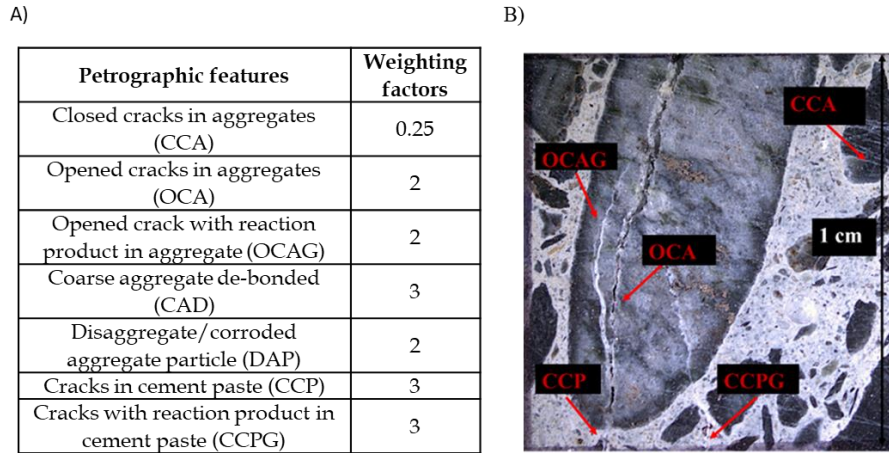 A)
B)
Petrographic features
Weighting
factors
Closed cracks in aggregates
(CCA)
0.25
Opened cracks in aggregates
(OCA)
2
Opened crack with reaction
product in aggregate (OCAG)
2
Coarse aggregate de-bonded
(CAD)
3
Disaggregate/corroded
aggregate particle (DAP)
2
Cracks in cement paste (CCP)
3
Cracks with reaction product in
cement paste (CCPG)
3
CCA
OCAG
1 cm
OCA
CCP
CCPG